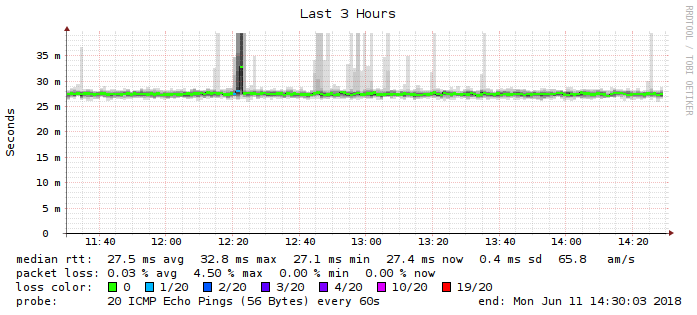 Last 3 Hours
RRDTOOL / TOBI OETIKER
Seconds
35 m
30 m
25 m
20 m
15 m
10 m
5 m
0
11:40 12:00 12:20 12:40 13:00 13:20 13:40 14:00 14:20
median rtt: 27.5 ms avg 32.8 ms max 27.1 ms min 27.4 ms now 0.4 ms sd 65.8 am/s
packet loss: 0.03 % avg 4.50 % max 0.00 % min 0.00 % now
loss color: 0 1/20 2/20 3/20 4/20 10/20 19/20
probe: 20 ICMP Echo Pings (56 Bytes) every 60s end: Mon Jun 11 14:30:03 2018